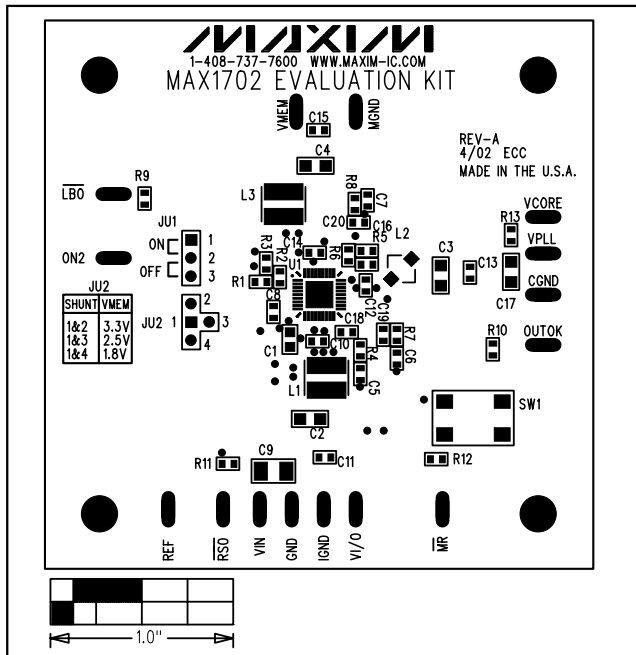 MAXIM
1-408-737-7600 WWW.MAXIM-IC.COM
MAX1702 EVALUATION KIT
VMEM
MGND
C15
C4
REV-A
4/02 ECC
MADE IN THE U.S.A.
LBO
R9
L3
R8
C7
C20
C16
VCORE
R13
JU1
ON
OFF
1
2
3
C14
R3
R2
U1
R6
R5
L2
VPLL
ON2
R1
C8
C12
C3
C13
C17
CGND
JU2
SHUNT VMEM
1&2 3.3V
1&3 2.5V
1&4 1.8V
JU2
2
1
3
4
C18
C19
C1
C10
R4
R7
C6
R10
OUTOK
L1
C5
SW1
C2
R11
C9
C11
R12
REF
RSO
VIN
GND
IGND
VI/O
MR
1.0"